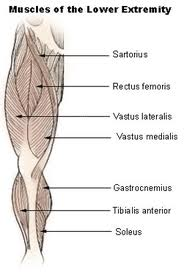 Muscles of the Lower Extremity
Sartorius
Rectus femoris
Vastus lateralis
Vastus medialis
Gastrocnemius
Tibialis anterior
Soleus